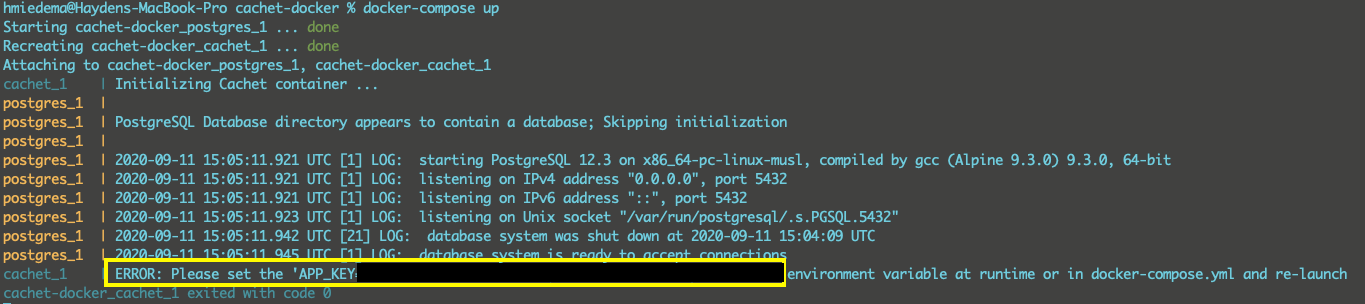 hmiedema@Haydens-MacBook-Pro cachet-docker % docker-compose up
Starting cachet-docker_postgres_1 ... done
Recreating cachet-docker_cachet_1 ... done
Attaching to cachet-docker_postgres_1, cachet-docker_cachet_1
cachet_1    | Initializing Cachet container ...
postgres_1  |
postgres_1  | PostgreSQL Database directory appears to contain a database; Skipping initialization
postgres_1  |
postgres_1  | 2020-09-11 15:05:11.921 UTC [1] LOG:  starting PostgreSQL 12.3 on x86_64-pc-linux-musl, compiled by gcc (Alpine 9.3.0) 9.3.0, 64-bit
postgres_1  | 2020-09-11 15:05:11.921 UTC [1] LOG:  listening on IPv4 address "0.0.0.0", port 5432
postgres_1  | 2020-09-11 15:05:11.921 UTC [1] LOG:  listening on IPv6 address "::", port 5432
postgres_1  | 2020-09-11 15:05:11.923 UTC [1] LOG:  listening on Unix socket "/var/run/postgresql/.s.PGSQL.5432"
postgres_1  | 2020-09-11 15:05:11.942 UTC [21] LOG:  database system was shut down at 2020-09-11 15:04:09 UTC
postgres_1  | 2020-09-11 15:05:11.945 UTC [1] LOG:  database system is ready to accept connections
cachet_1    | ERROR: Please set the 'APP_KEY= environment variable at runtime or in docker-compose.yml and re-launch
cachet-docker_cachet_1 exited with code 0